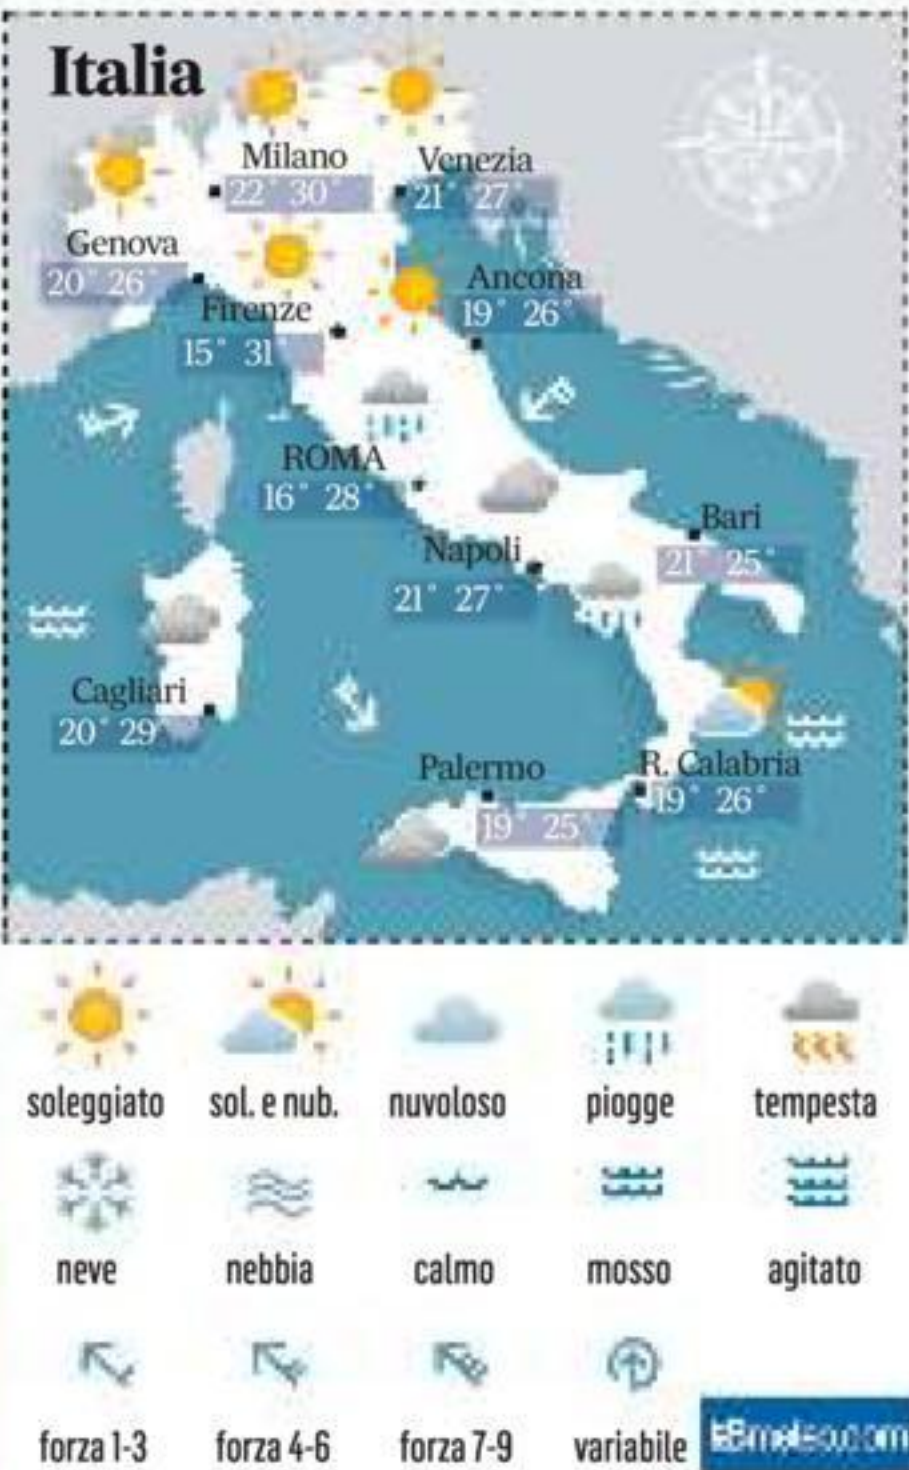 Italia
Milano
22° 30°
Venezia
21° 27°
Genova
20° 26°
Firenze
15° 31°
Ancona
19° 26°
ROMA
16° 28°
Napoli
21° 27°
Bari
21° 25°
Cagliari
20° 29°
Palermo
19° 25°
R. Calabria
19° 26°
soleggiato sol. e nub. nuvoloso piogge tempesta
neve nebbia calmo mosso agitato
forza 1-3 forza 4-6 forza 7-9 variabile